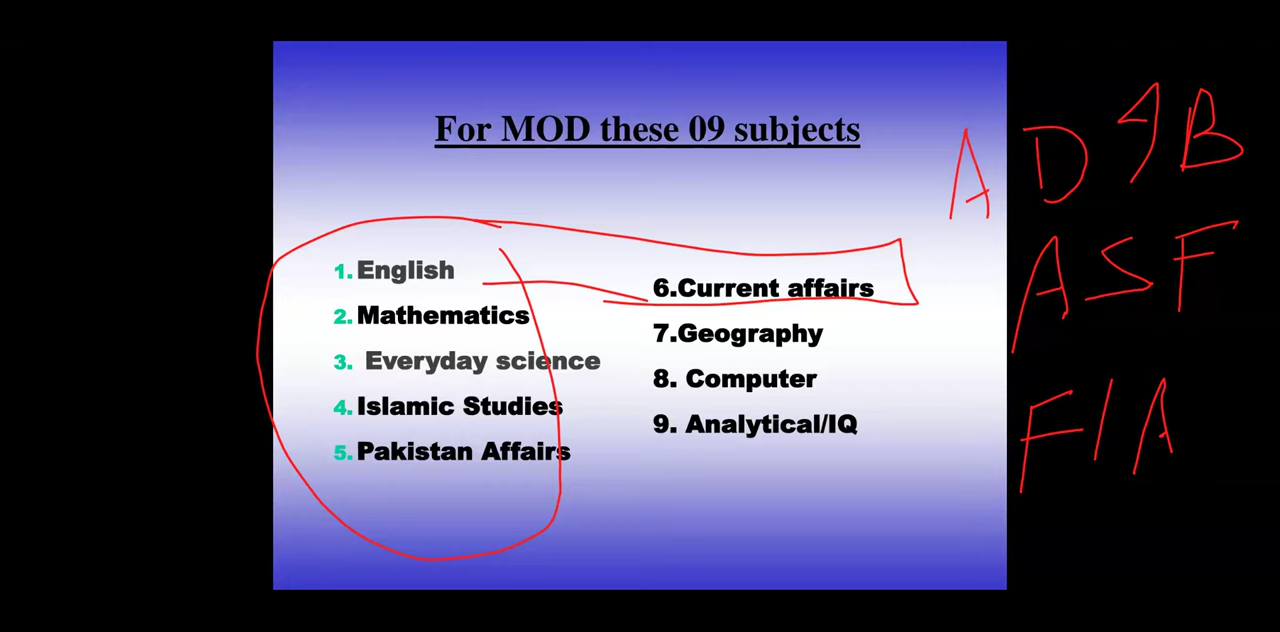 For MOD these 09 subjects
1. English
2. Mathematics
3. Everyday science
4. Islamic Studies
5. Pakistan Affairs
6.Current affairs
7.Geography
8. Computer
9. Analytical/IQ
ASF
FIA